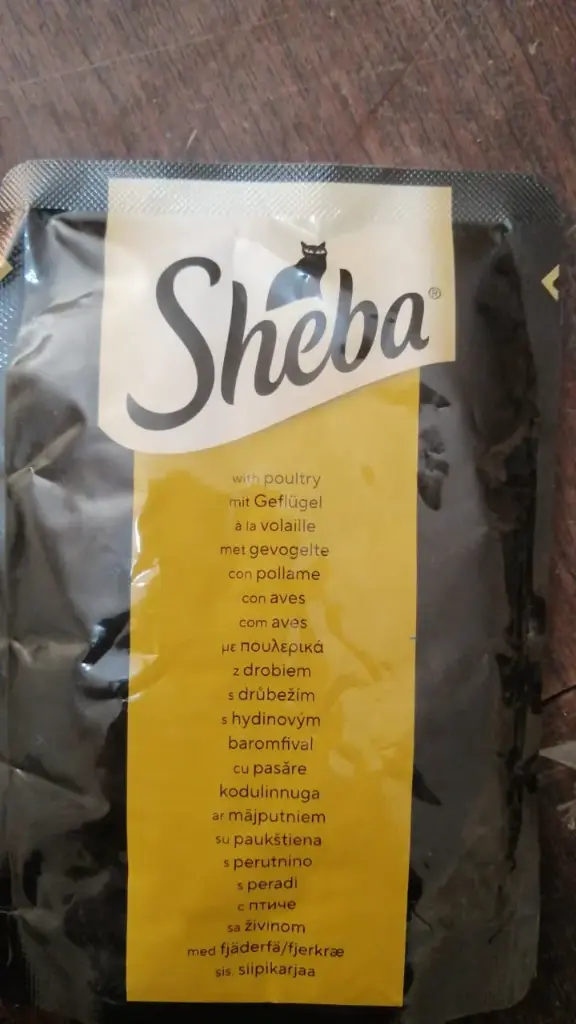 Sheba®
with poultry
mit Geflügel
à la volaille
met gevogelte
con pollame
con aves
com aves
με πουλερικά
z drobiem
s drůbežím
s hydinovým
baromfival
cu pasăre
kodulinnuga
ar mājputniem
su paukštiena
s perutnino
s peradi
с птиче
sa živinom
med fjäderfä/fjerkræ
sis. siipikarjaa